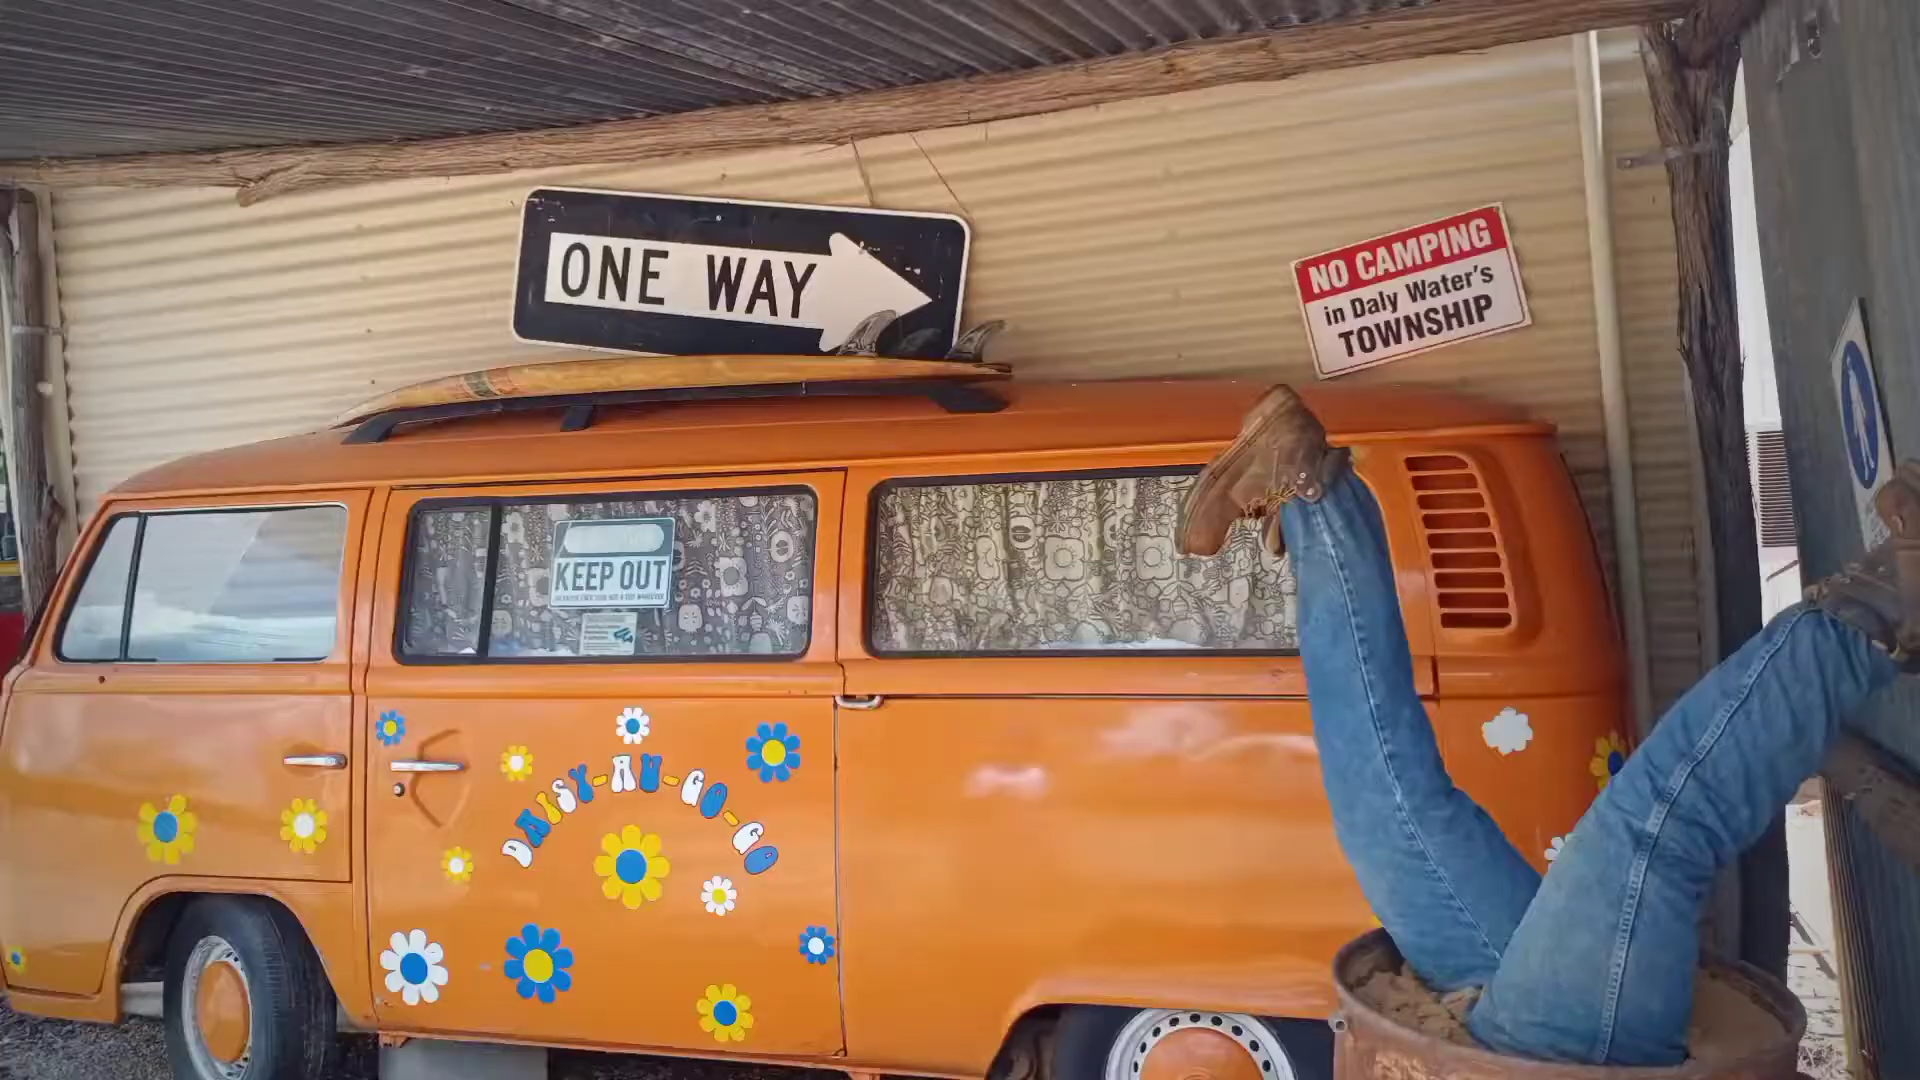 ONE WAY
NO CAMPING
in Daly Water's
TOWNSHIP
KEEP OUT
DAISY-AU-GO-GO